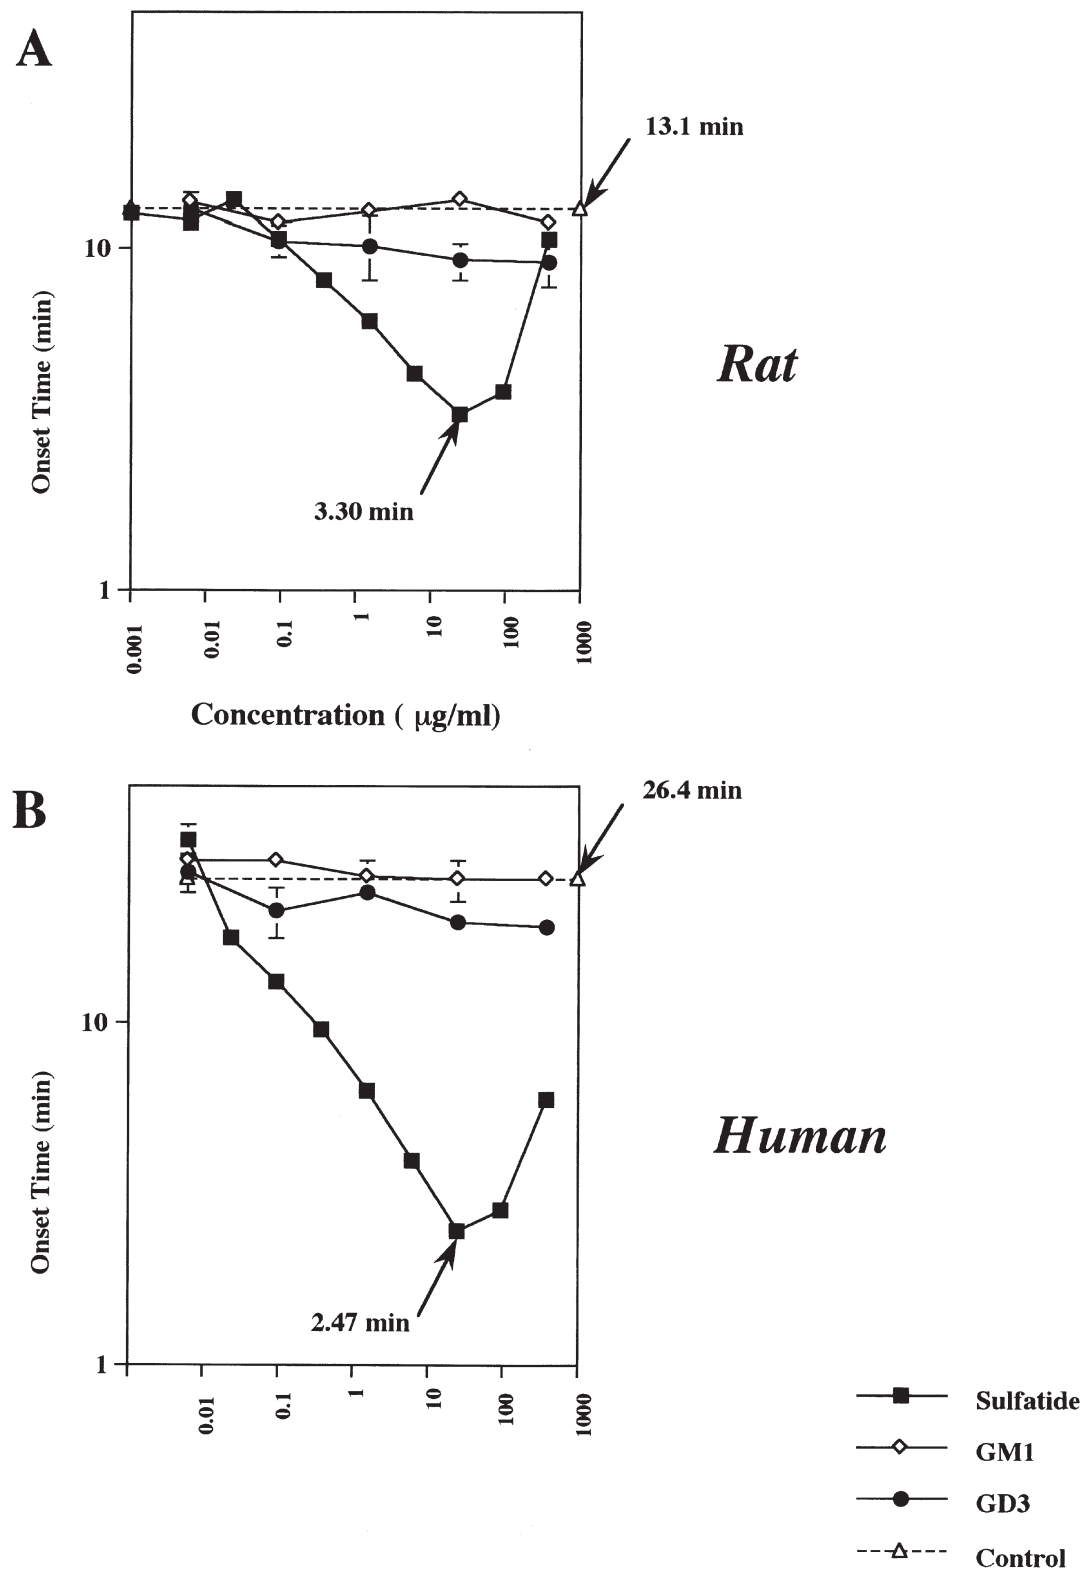 A
13.1 min
10
Onset Time (min)
Rat
3.30 min
1
0.001
0.01
0.1
1
10
100
1000
Concentration ( μg/ml)
B
26.4 min
10
Onset Time (min)
Human
2.47 min
1
0.01
0.1
1
10
100
1000
Sulfatide
GM1
GD3
Control